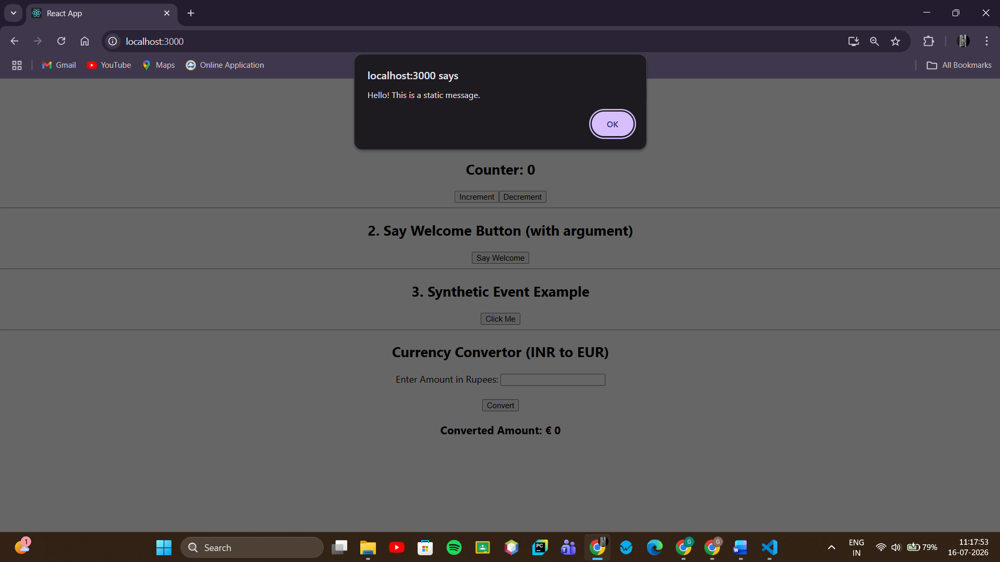 React App
localhost:3000
Gmail
YouTube
Maps
Online Application
All Bookmarks
localhost:3000 says
Hello! This is a static message.
OK
Counter: 0
Increment
Decrement
2. Say Welcome Button (with argument)
Say Welcome
3. Synthetic Event Example
Click Me
Currency Convertor (INR to EUR)
Enter Amount in Rupees:
Convert
Converted Amount: € 0
1
Search
PC
T
G
G
W
ENG
IN
79%
11:17:53
16-07-2026